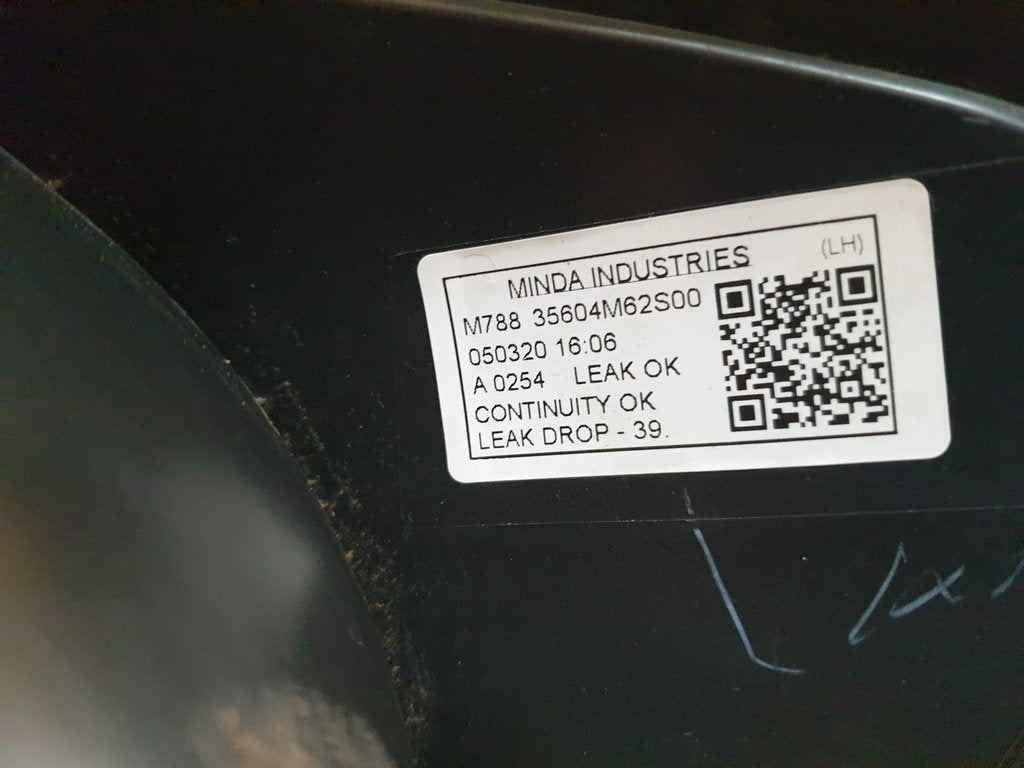 MINDA INDUSTRIES (LH)
M788 35604M62S00
050320 16:06
A 0254 LEAK OK
CONTINUITY OK
LEAK DROP - 39.